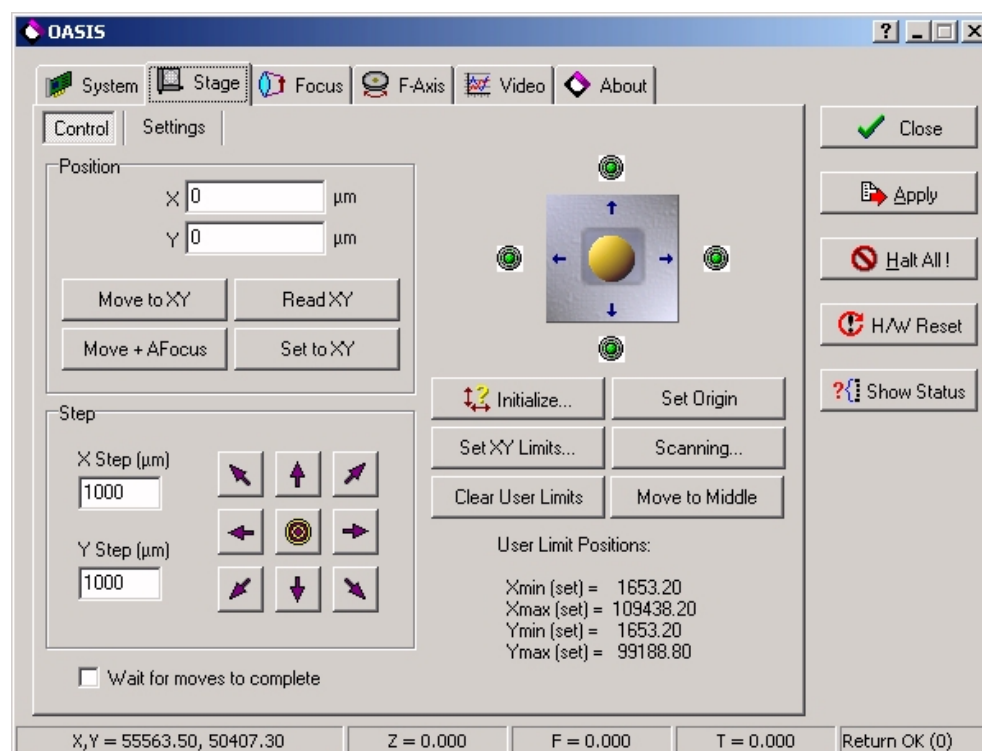 OASIS
System Stage Focus F-Axis Video About
Control Settings
Position
X 0 µm
Y 0 µm
Move to XY Read XY
Move + AFocus Set to XY
Step
X Step (µm)
1000
Y Step (µm)
1000
Wait for moves to complete
Initialize... Set Origin
Set XY Limits... Scanning...
Clear User Limits Move to Middle
User Limit Positions:
Xmin (set) = 1653.20
Xmax (set) = 109438.20
Ymin (set) = 1653.20
Ymax (set) = 99188.80
Close
Apply
Halt All !
H/W Reset
Show Status
X,Y = 55563.50, 50407.30 Z = 0.000 F = 0.000 T = 0.000 Return OK (0)